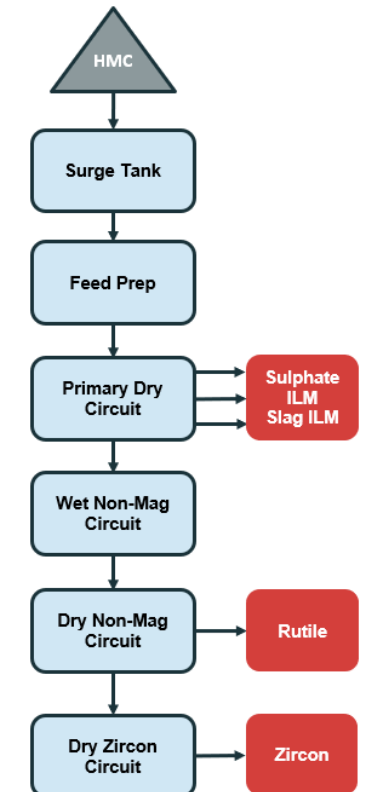 HMC
Surge Tank
Feed Prep
Primary Dry
Circuit
Sulphate
ILM
Slag ILM
Wet Non-Mag
Circuit
Dry Non-Mag
Circuit
Rutile
Dry Zircon
Circuit
Zircon